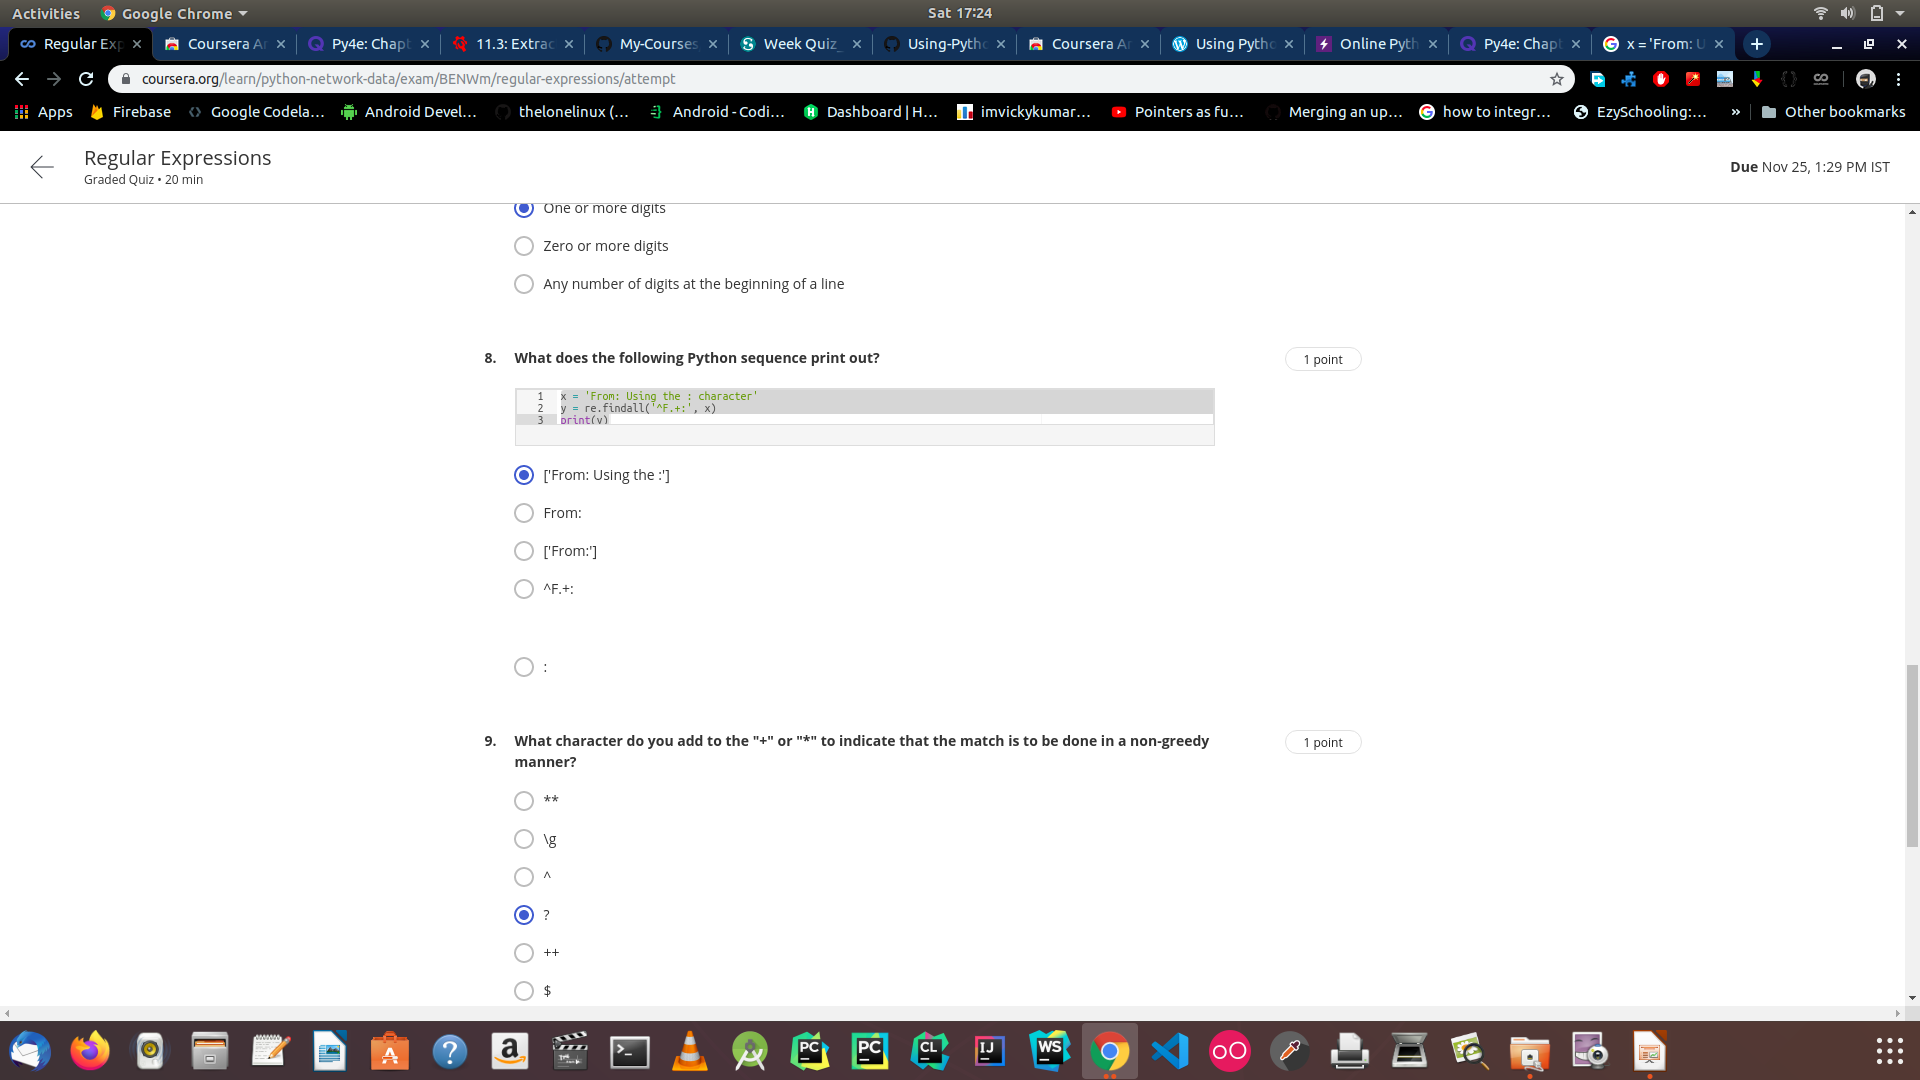 Activities Google Chrome Sat 17:24
Regular Exp Coursera An Py4e: Chapt 11.3: Extrac My-Courses Week Quiz_ Using-Pytho Coursera An Using Pytho Online Pyth Py4e: Chapt x = 'From: U
coursera.org/learn/python-network-data/exam/BENWm/regular-expressions/attempt
Apps Firebase Google Codela... Android Devel... thelonelinux (... Android - Codi... Dashboard | H... imvickykumar... Pointers as fu... Merging an up... how to integr... EzySchooling:... » Other bookmarks
Regular Expressions
Graded Quiz • 20 min
Due Nov 25, 1:29 PM IST
One or more digits
Zero or more digits
Any number of digits at the beginning of a line
8. What does the following Python sequence print out? 1 point
1 x = 'From: Using the : character'
2 y = re.findall('^F.+:', x)
3 print(y)
['From: Using the :']
From:
['From:']
^F.+:
:
9. What character do you add to the "+" or "*" to indicate that the match is to be done in a non-greedy 1 point
manner?
**
\g
^
?
++
$